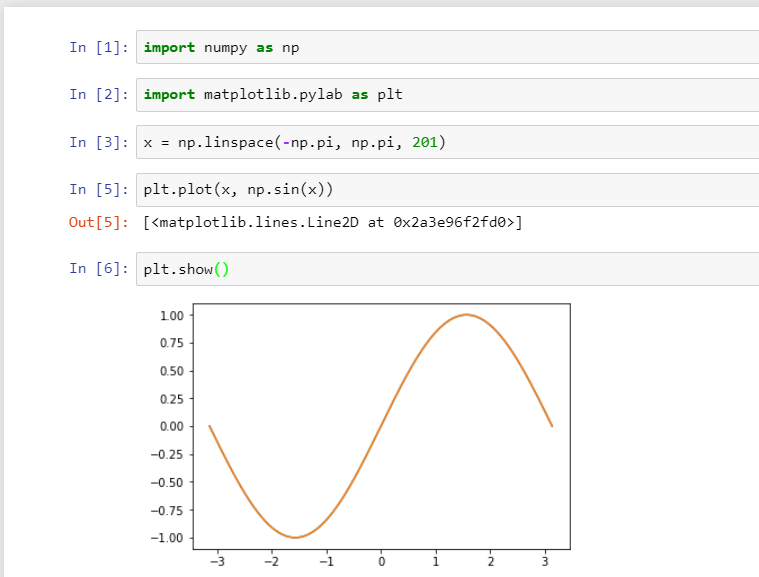 In [1]: import numpy as np
In [2]: import matplotlib.pylab as plt
In [3]: x = np.linspace(-np.pi, np.pi, 201)
In [5]: plt.plot(x, np.sin(x))
Out[5]: [<matplotlib.lines.Line2D at 0x2a3e96f2fd0>]
In [6]: plt.show()
1.00
0.75
0.50
0.25
0.00
−0.25
−0.50
−0.75
−1.00
−3 −2 −1 0 1 2 3